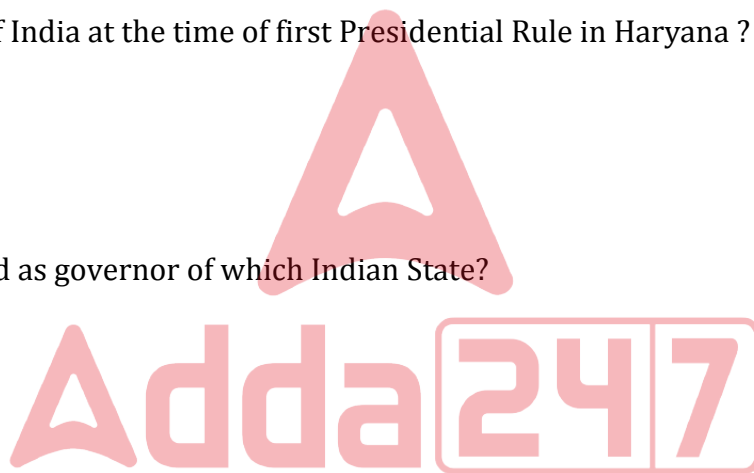 f India at the time of first Presidential Rule in Haryana ?
d as governor of which Indian State?
Adda247